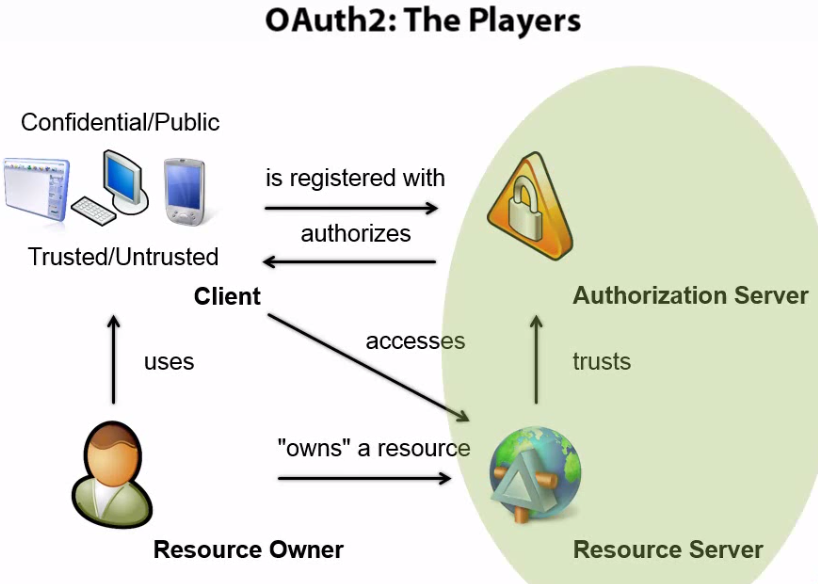 OAuth2: The Players
Confidential/Public
is registered with
authorizes
Trusted/Untrusted
Client
Authorization Server
accesses
uses
trusts
"owns" a resource
Resource Owner
Resource Server